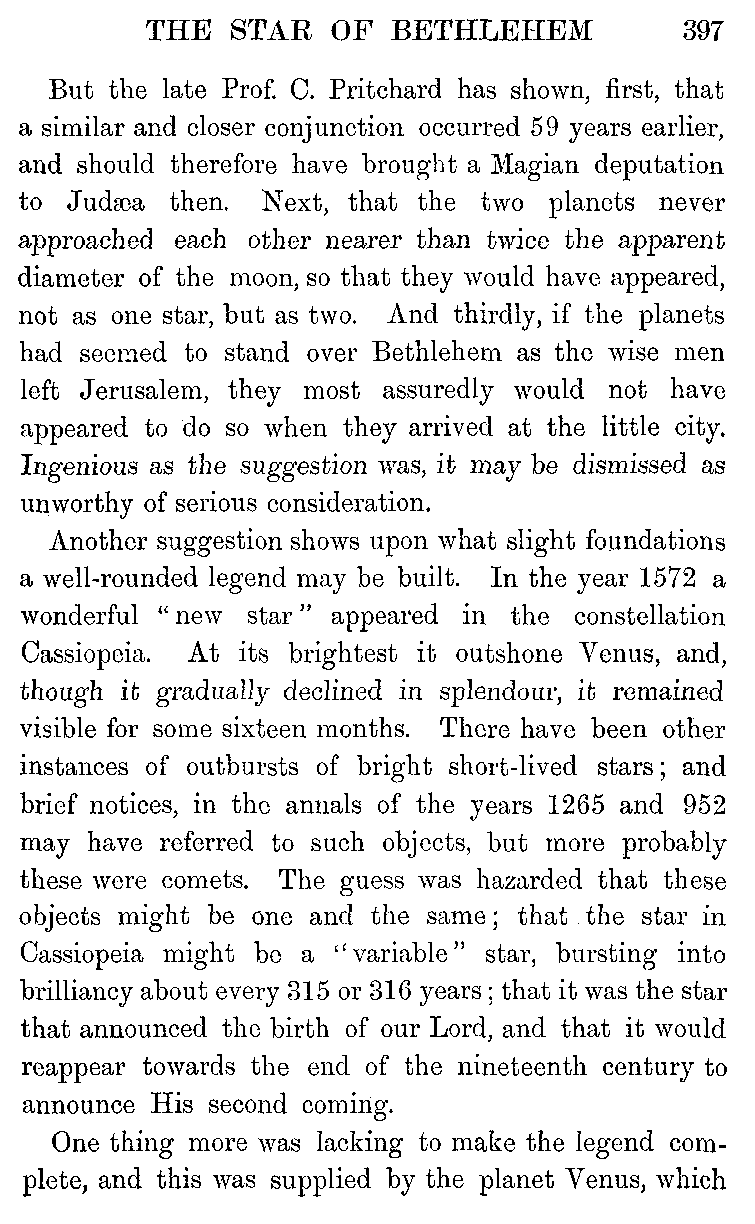 THE STAR OF BETHLEHEM 397
But the late Prof. C. Pritchard has shown, first, that
a similar and closer conjunction occurred 59 years earlier,
and should therefore have brought a Magian deputation
to Judæa then. Next, that the two planets never
approached each other nearer than twice the apparent
diameter of the moon, so that they would have appeared,
not as one star, but as two. And thirdly, if the planets
had seemed to stand over Bethlehem as the wise men
left Jerusalem, they most assuredly would not have
appeared to do so when they arrived at the little city.
Ingenious as the suggestion was, it may be dismissed as
unworthy of serious consideration.
Another suggestion shows upon what slight foundations
a well-rounded legend may be built. In the year 1572 a
wonderful “new star” appeared in the constellation
Cassiopeia. At its brightest it outshone Venus, and,
though it gradually declined in splendour, it remained
visible for some sixteen months. There have been other
instances of outbursts of bright short-lived stars; and
brief notices, in the annals of the years 1265 and 952
may have referred to such objects, but more probably
these were comets. The guess was hazarded that these
objects might be one and the same; that the star in
Cassiopeia might be a “variable” star, bursting into
brilliancy about every 315 or 316 years; that it was the star
that announced the birth of our Lord, and that it would
reappear towards the end of the nineteenth century to
announce His second coming.
One thing more was lacking to make the legend com-
plete, and this was supplied by the planet Venus, which